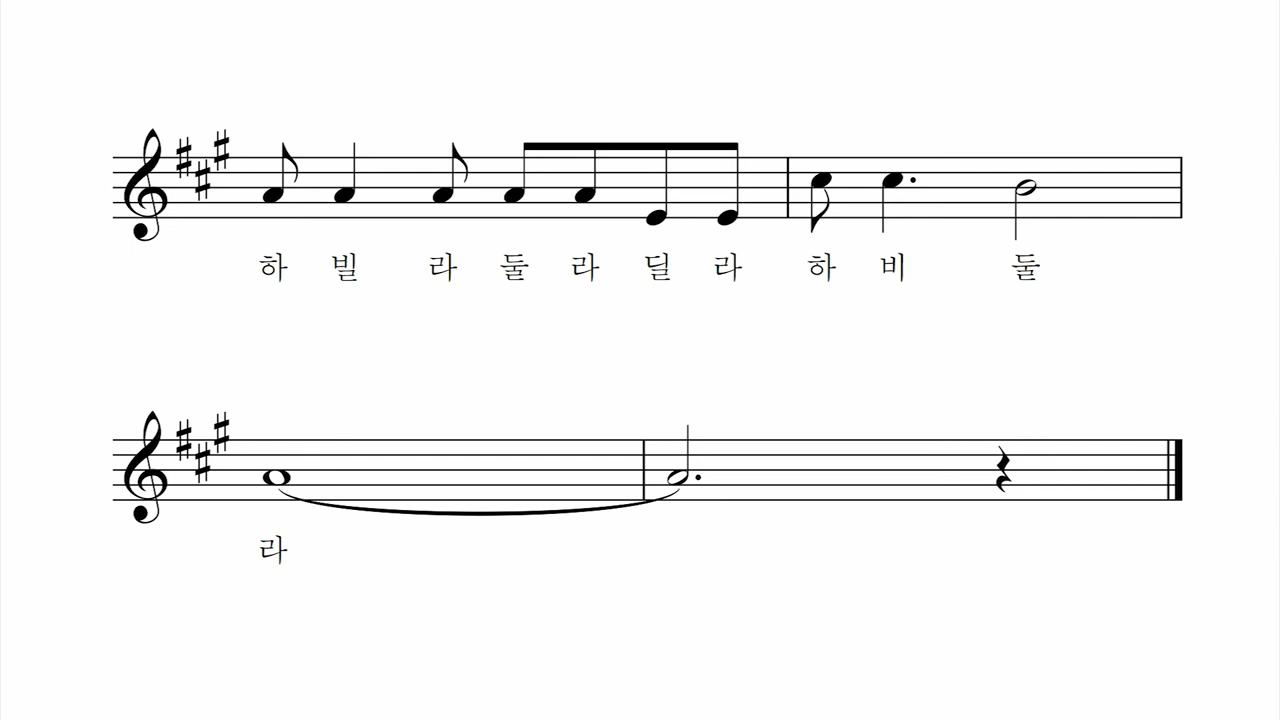 하 빌 라 둘 라 딜 라 하 비 둘
라